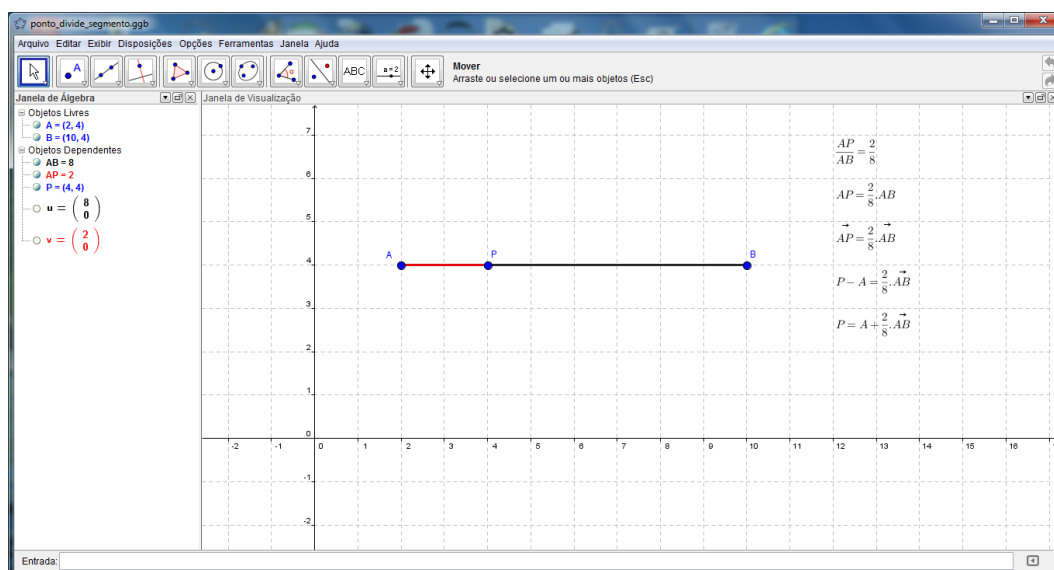 ponto_divide_segmento.ggb
Arquivo Editar Exibir Disposições Opções Ferramentas Janela Ajuda
A
ABC
a=2
Mover
Arraste ou selecione um ou mais objetos (Esc)
Janela de Álgebra
Janela de Visualização
Objetos Livres
A = (2, 4)
B = (10, 4)
Objetos Dependentes
AB = 8
AP = 2
P = (4, 4)
u = (8 0)
v = (2 0)
7
6
5
4
3
2
1
0
-1
-2
A P B
-2 -1 0 1 2 3 4 5 6 7 8 9 10 11 12 13 14 15 16
AP/AB = 2/8
AP = 2/8.AB
AP→ = 2/8.AB→
P − A = 2/8.AB→
P = A + 2/8.AB→
Entrada: